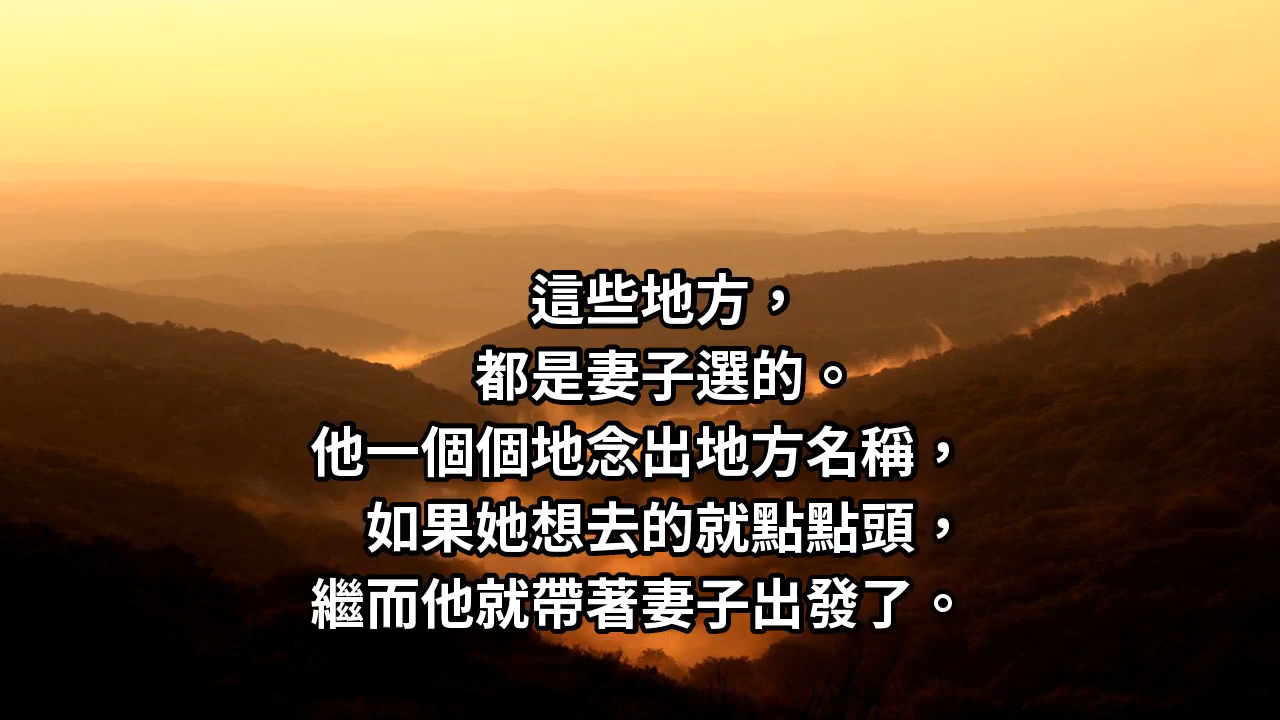 這些地方，
都是妻子選的。
他一個個地念出地方名稱，
如果她想去的就點點頭，
繼而他就帶著妻子出發了。